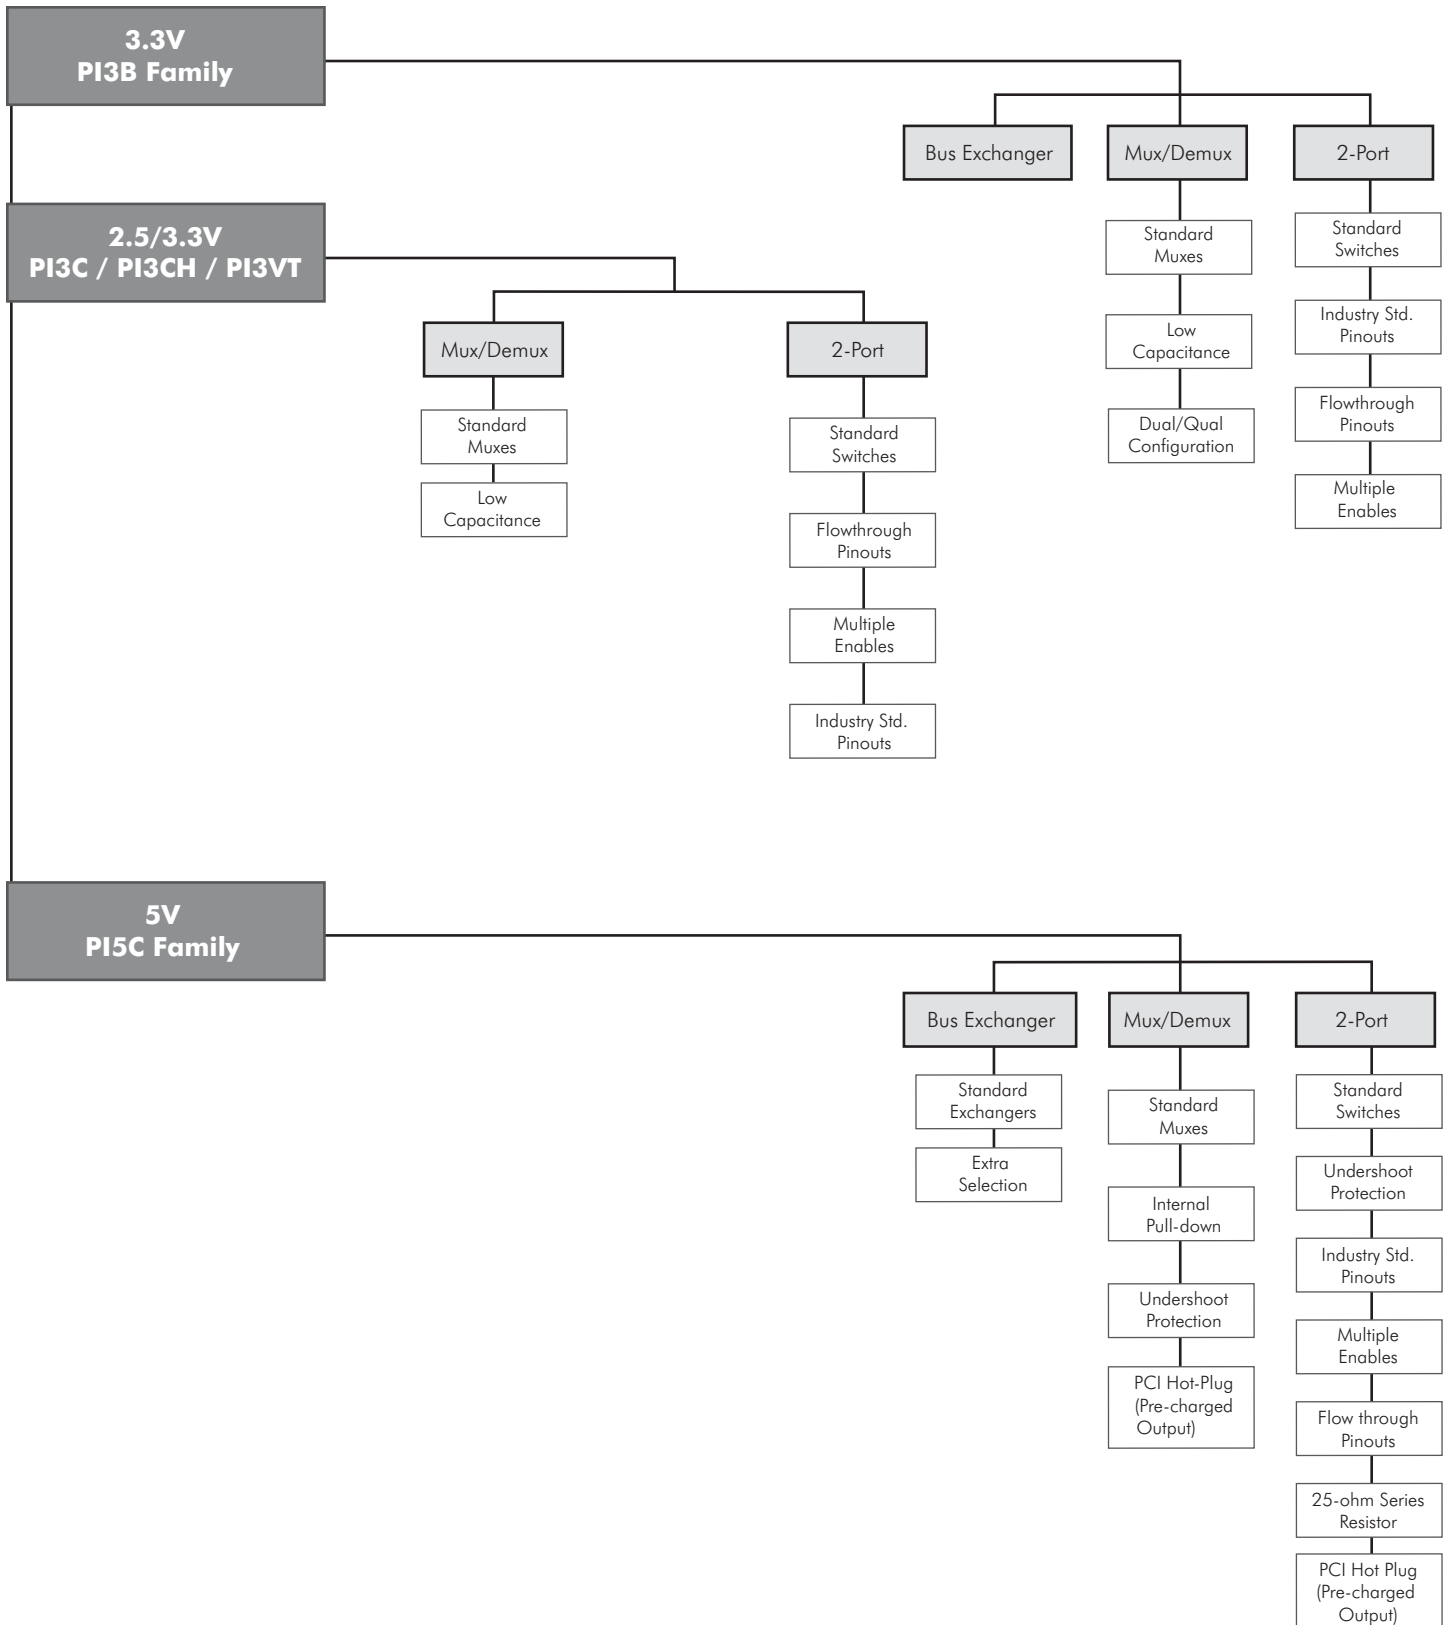 3.3V
PI3B Family
Bus Exchanger
Mux/Demux
2-Port
Standard
Muxes
Low
Capacitance
Dual/Qual
Configuration
Standard
Switches
Industry Std.
Pinouts
Flowthrough
Pinouts
Multiple
Enables
2.5/3.3V
PI3C / PI3CH / PI3VT
Mux/Demux
2-Port
Standard
Muxes
Low
Capacitance
Standard
Switches
Flowthrough
Pinouts
Multiple
Enables
Industry Std.
Pinouts
5V
PI5C Family
Bus Exchanger
Mux/Demux
2-Port
Standard
Exchangers
Extra
Selection
Standard
Muxes
Internal
Pull-down
Undershoot
Protection
PCI Hot-Plug
(Pre-charged
Output)
Standard
Switches
Undershoot
Protection
Industry Std.
Pinouts
Multiple
Enables
Flow through
Pinouts
25-ohm Series
Resistor
PCI Hot Plug
(Pre-charged
Output)